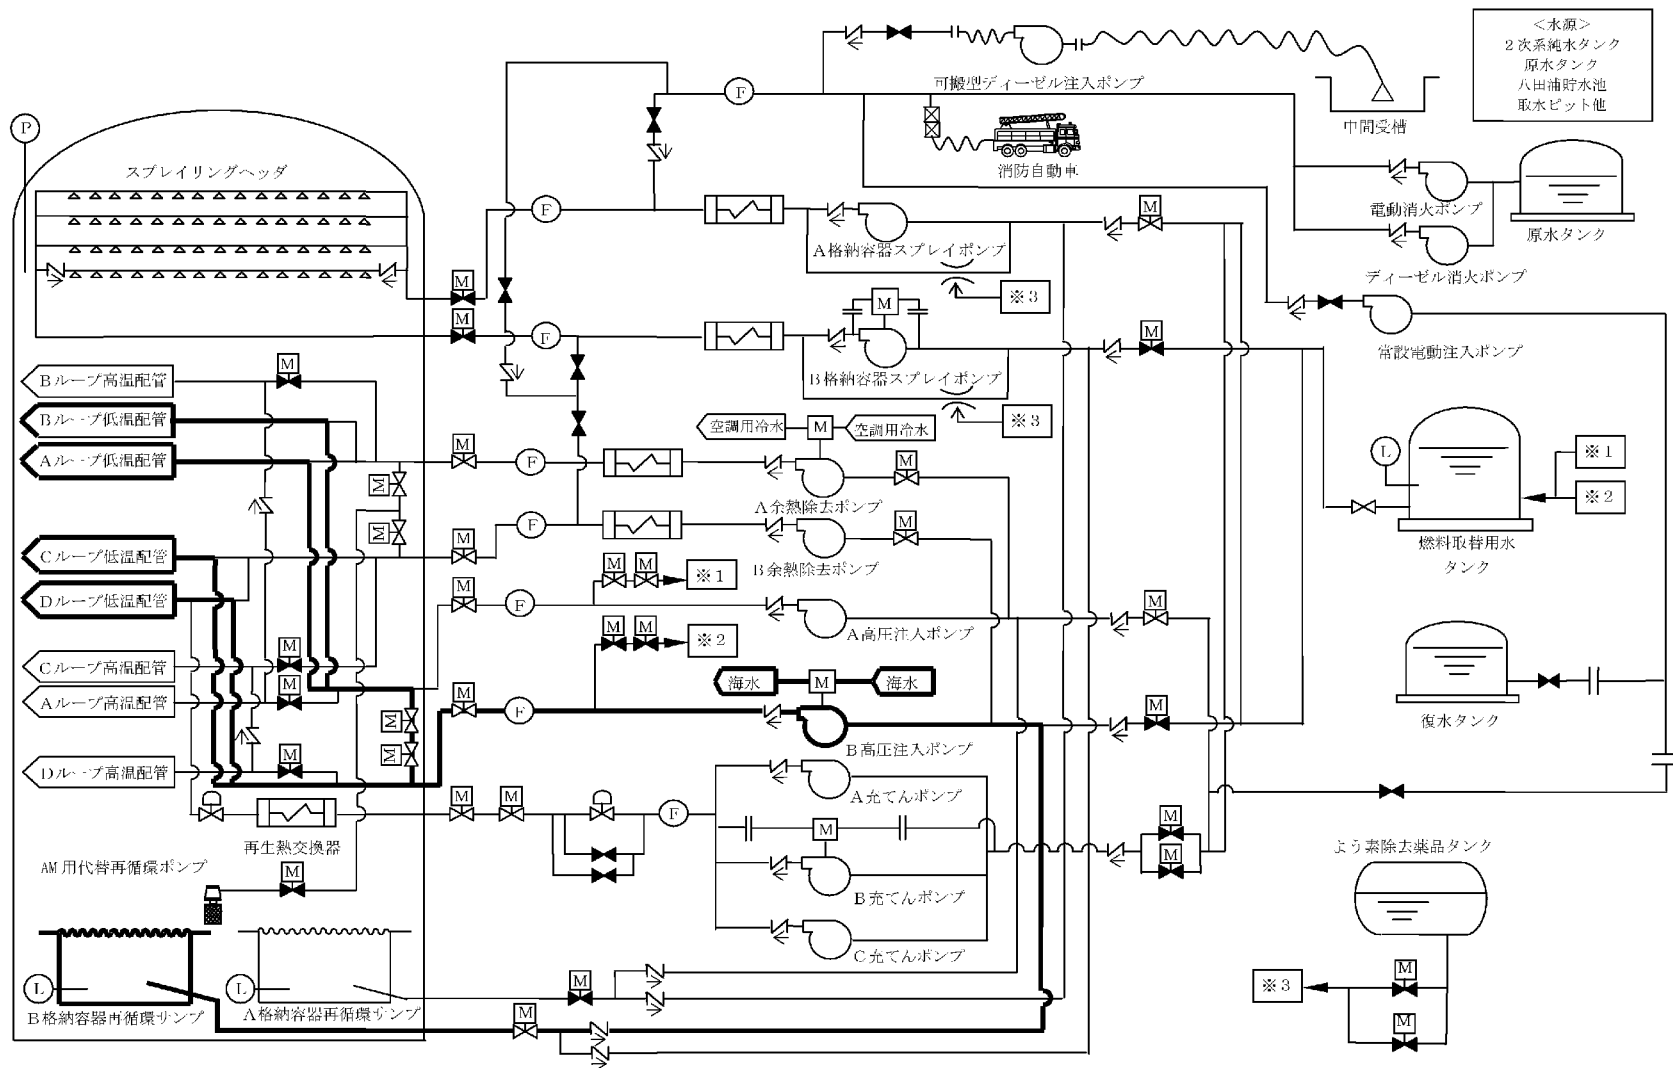 <水源>
2次系純水タンク
原水タンク
八田浦貯水池
取水ピット他
可搬型ディーゼル注入ポンプ
中間受槽
P
F
スプレイリングヘッダ
消防自動車
電動消火ポンプ
原水タンク
M
F
A格納容器スプレイポンプ
ディーゼル消火ポンプ
M
※3
M
M
M
F
常設電動注入ポンプ
M
Bループ高温配管
B格納容器スプレイポンプ
Bループ低温配管
※3
空調用冷水
M
空調用冷水
M
L
※1
Aループ低温配管
F
M
M
※2
A余熱除去ポンプ
M
F
M
燃料取替用水
タンク
Cループ低温配管
M
B余熱除去ポンプ
M
M
※1
Dループ低温配管
M
F
M
A高圧注入ポンプ
M
M
※2
Cループ高温配管
M
海水
M
海水
Aループ高温配管
M
M
F
M
M
復水タンク
B高圧注入ポンプ
M
Dループ高温配管
M
A充てんポンプ
M
M
F
M
M
再生熱交換器
よう素除去薬品タンク
AM用代替再循環ポンプ
M
M
B充てんポンプ
C充てんポンプ
M
M
※3
L
L
A格納容器再循環サンプ
B格納容器再循環サンプ
M
M